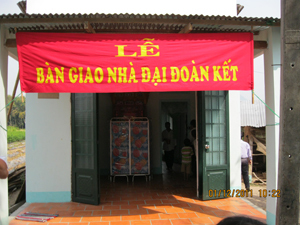 LỄ
BÀN GIAO NHÀ ĐẠI ĐOÀN KẾT